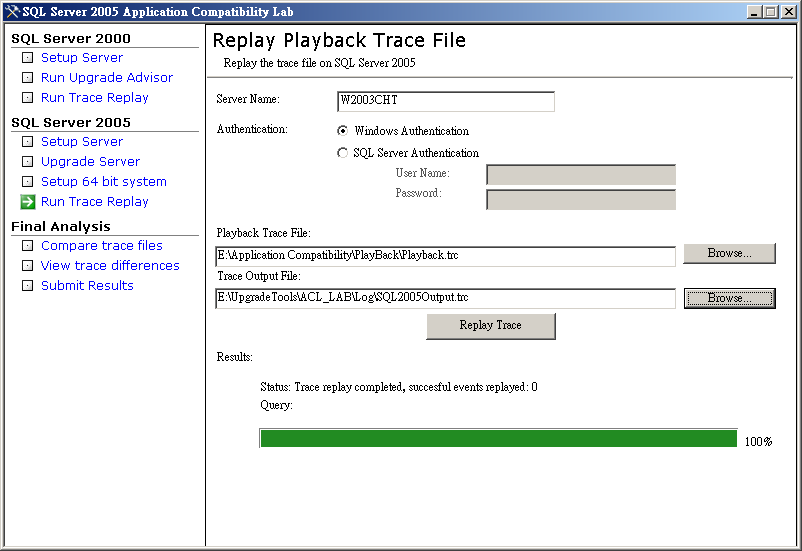 SQL Server 2005 Application Compatibility Lab
SQL Server 2000
Setup Server
Run Upgrade Advisor
Run Trace Replay
SQL Server 2005
Setup Server
Upgrade Server
Setup 64 bit system
Run Trace Replay
Final Analysis
Compare trace files
View trace differences
Submit Results
Replay Playback Trace File
Replay the trace file on SQL Server 2005
Server Name:
W2003CHT
Authentication:
Windows Authentication
SQL Server Authentication
User Name:
Password:
Playback Trace File:
E:\Application Compatibility\PlayBack\Playback.trc
Browse...
Trace Output File:
E:\UpgradeTools\ACL_LAB\Log\SQL2005Output.trc
Browse...
Replay Trace
Results:
Status: Trace replay completed, succesful events replayed: 0
Query:
100%